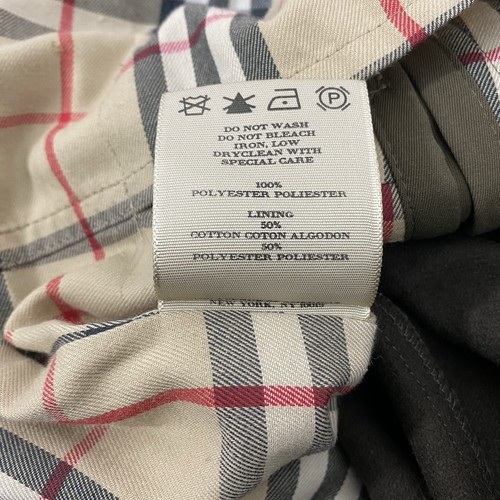 P
DO NOT WASH
DO NOT BLEACH
IRON, LOW
DRYCLEAN WITH
SPECIAL CARE
100%
POLYESTER POLIESTER
LINING
50%
COTTON COTON ALGODON
50%
POLYESTER POLIESTER
NEW YORK, NY